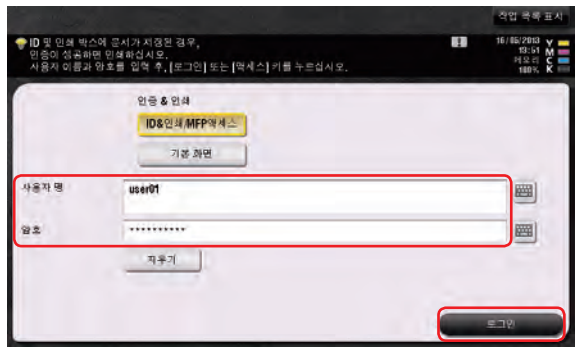 작업 목록 표시
ID 및 인쇄 박스에 문서가 저장된 경우,
인증이 성공하면 인쇄하십시오.
사용자 이름과 암호를 입력 후, [로그인] 또는 [액세스] 키를 누르십시오.
16/05/2013
13:51
메모리
100%
Y
M
C
K
인증 & 인쇄
ID&인쇄/MFP액세스
기본 화면
사용자 명
user01
암호
**********
지우기
로그인